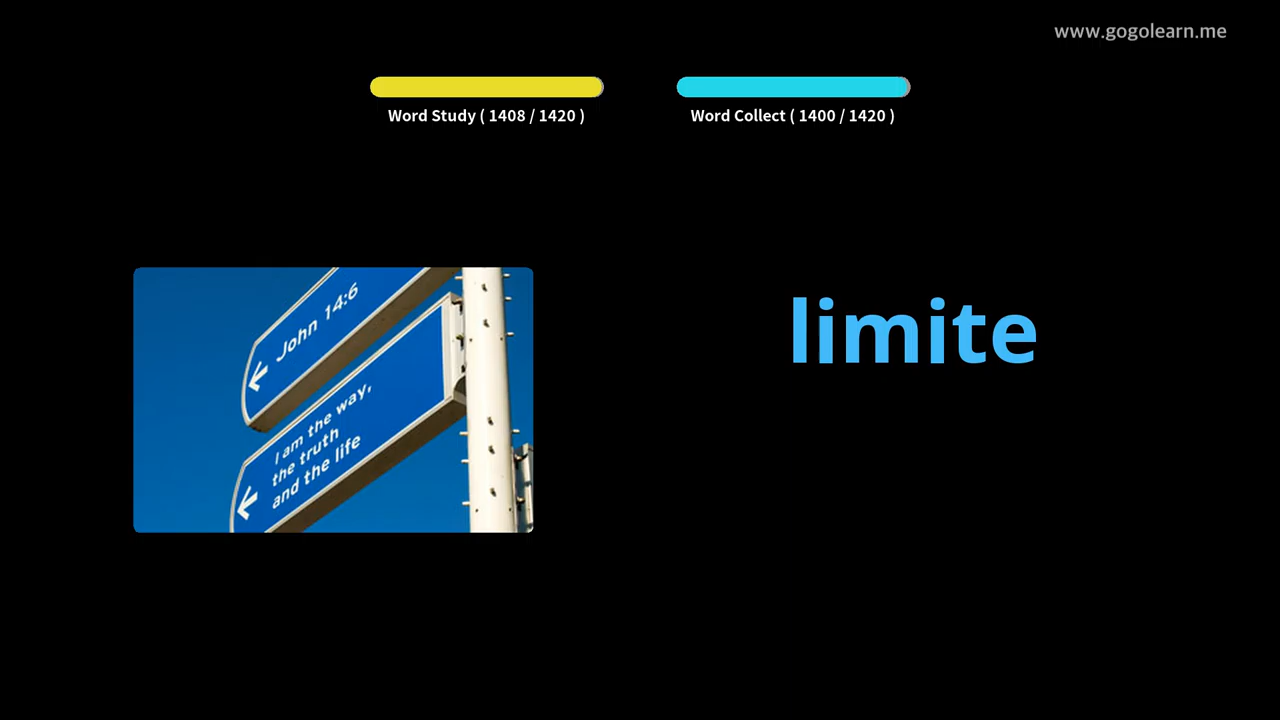 www.gogolearn.me
Word Study ( 1408 / 1420 )
Word Collect ( 1400 / 1420 )
John 14:6
I am the way,
the truth
and the life
limite